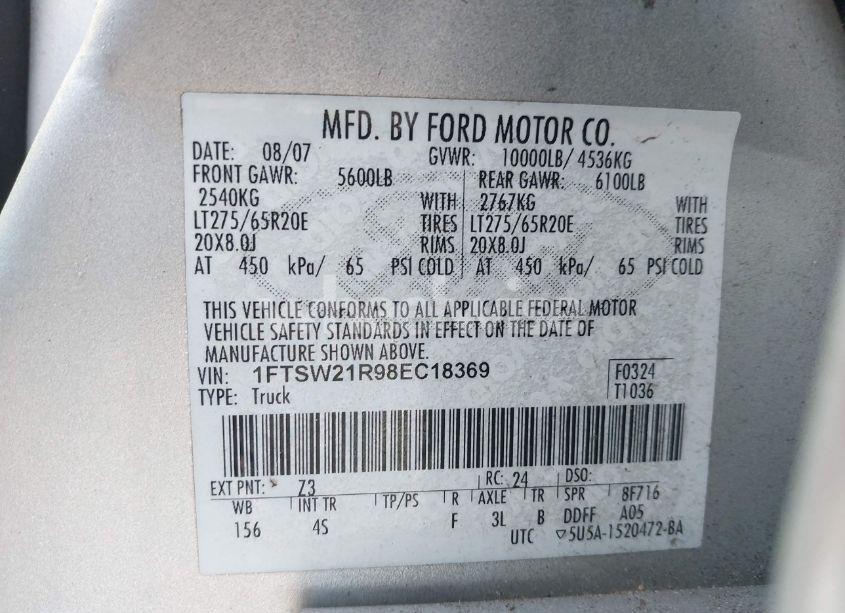 MFD. BY FORD MOTOR CO.
DATE: 08/07 GVWR: 10000LB/ 4536KG
FRONT GAWR: 5600LB REAR GAWR: 6100LB
2540KG WITH 2767KG WITH
LT275/65R20E TIRES LT275/65R20E TIRES
20X8.0J RIMS 20X8.0J RIMS
AT 450 kPa/ 65 PSI COLD AT 450 kPa/ 65 PSI COLD
THIS VEHICLE CONFORMS TO ALL APPLICABLE FEDERAL MOTOR
VEHICLE SAFETY STANDARDS IN EFFECT ON THE DATE OF
MANUFACTURE SHOWN ABOVE.
VIN: 1FTSW21R98EC18369 F0324
TYPE: Truck T1036
EXT PNT: Z3 RC: 24 DSO:
WB INT TR TP/PS R AXLE TR SPR 8F716
156 4S F 3L B DDFF A05
UTC ▽5U5A-1520472-BA